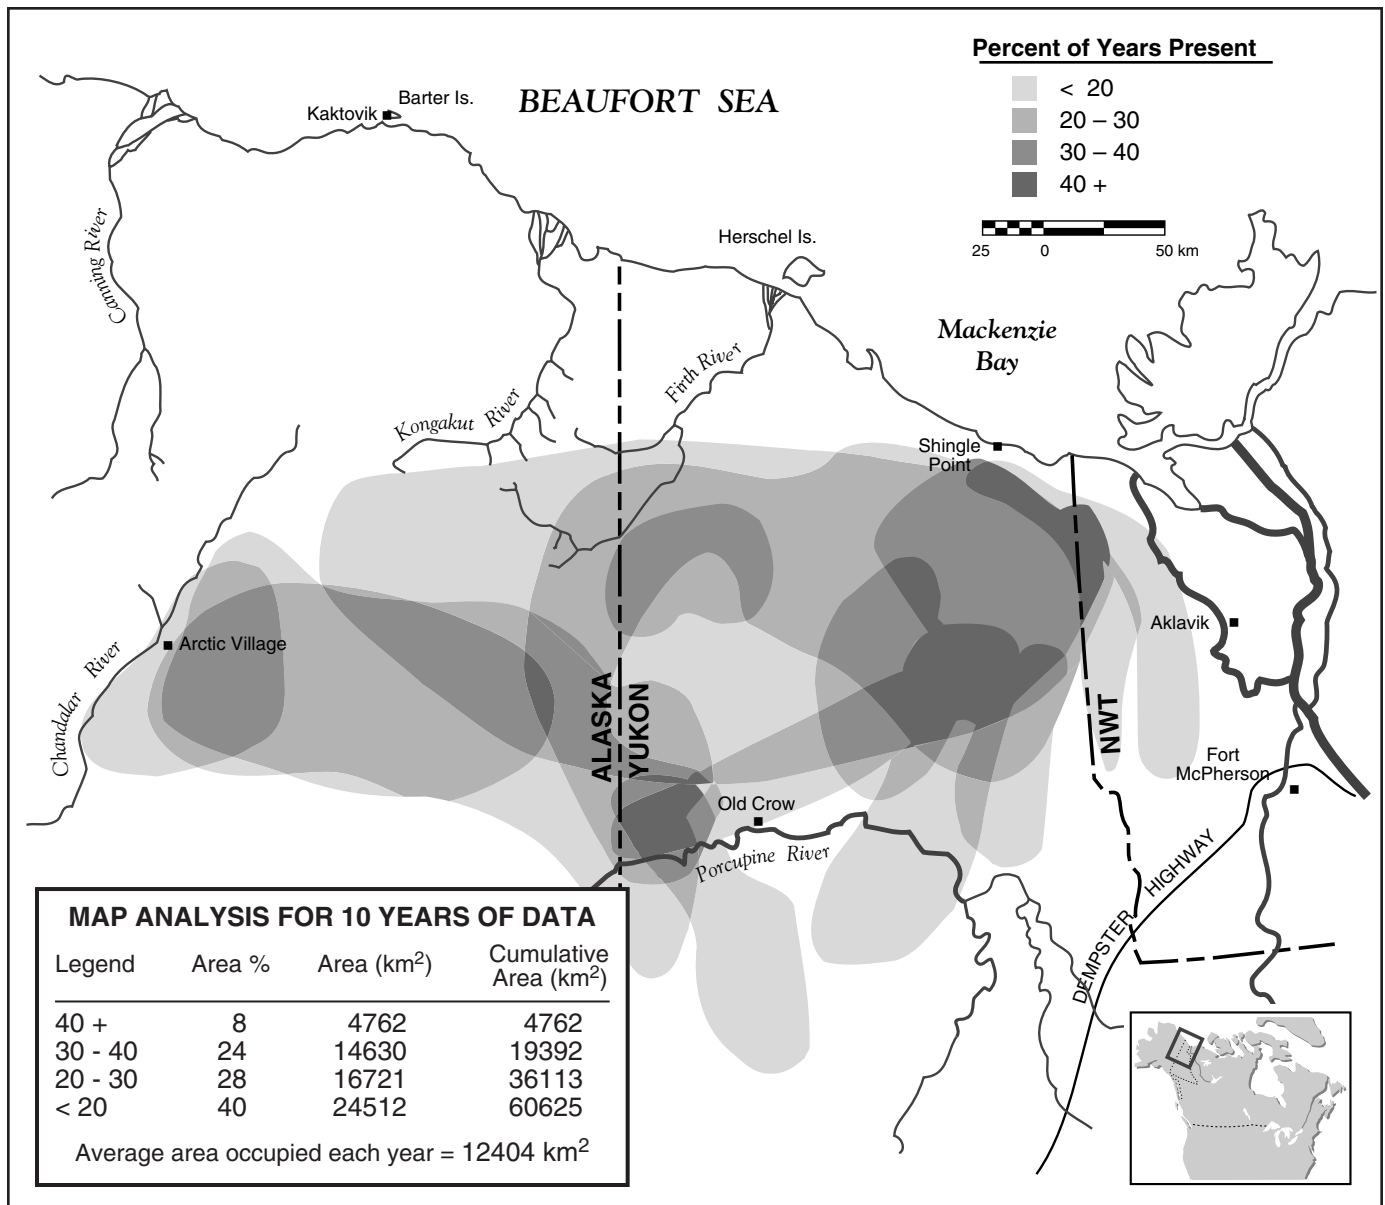 Percent of Years Present
< 20
20 – 30
30 – 40
40 +
25 0 50 km
BEAUFORT SEA
Barter Is.
Kaktovik
Canning River
Herschel Is.
Mackenzie
Bay
Firth River
Kongakut River
Shingle
Point
Chandalar River
Arctic Village
Aklavik
ALASKA
YUKON
NWT
Fort
McPherson
Old Crow
Porcupine River
DEMPSTER HIGHWAY
MAP ANALYSIS FOR 10 YEARS OF DATA
Legend Area % Area (km²) Cumulative Area (km²)
40 + 8 4762 4762
30 - 40 24 14630 19392
20 - 30 28 16721 36113
< 20 40 24512 60625
Average area occupied each year = 12404 km²